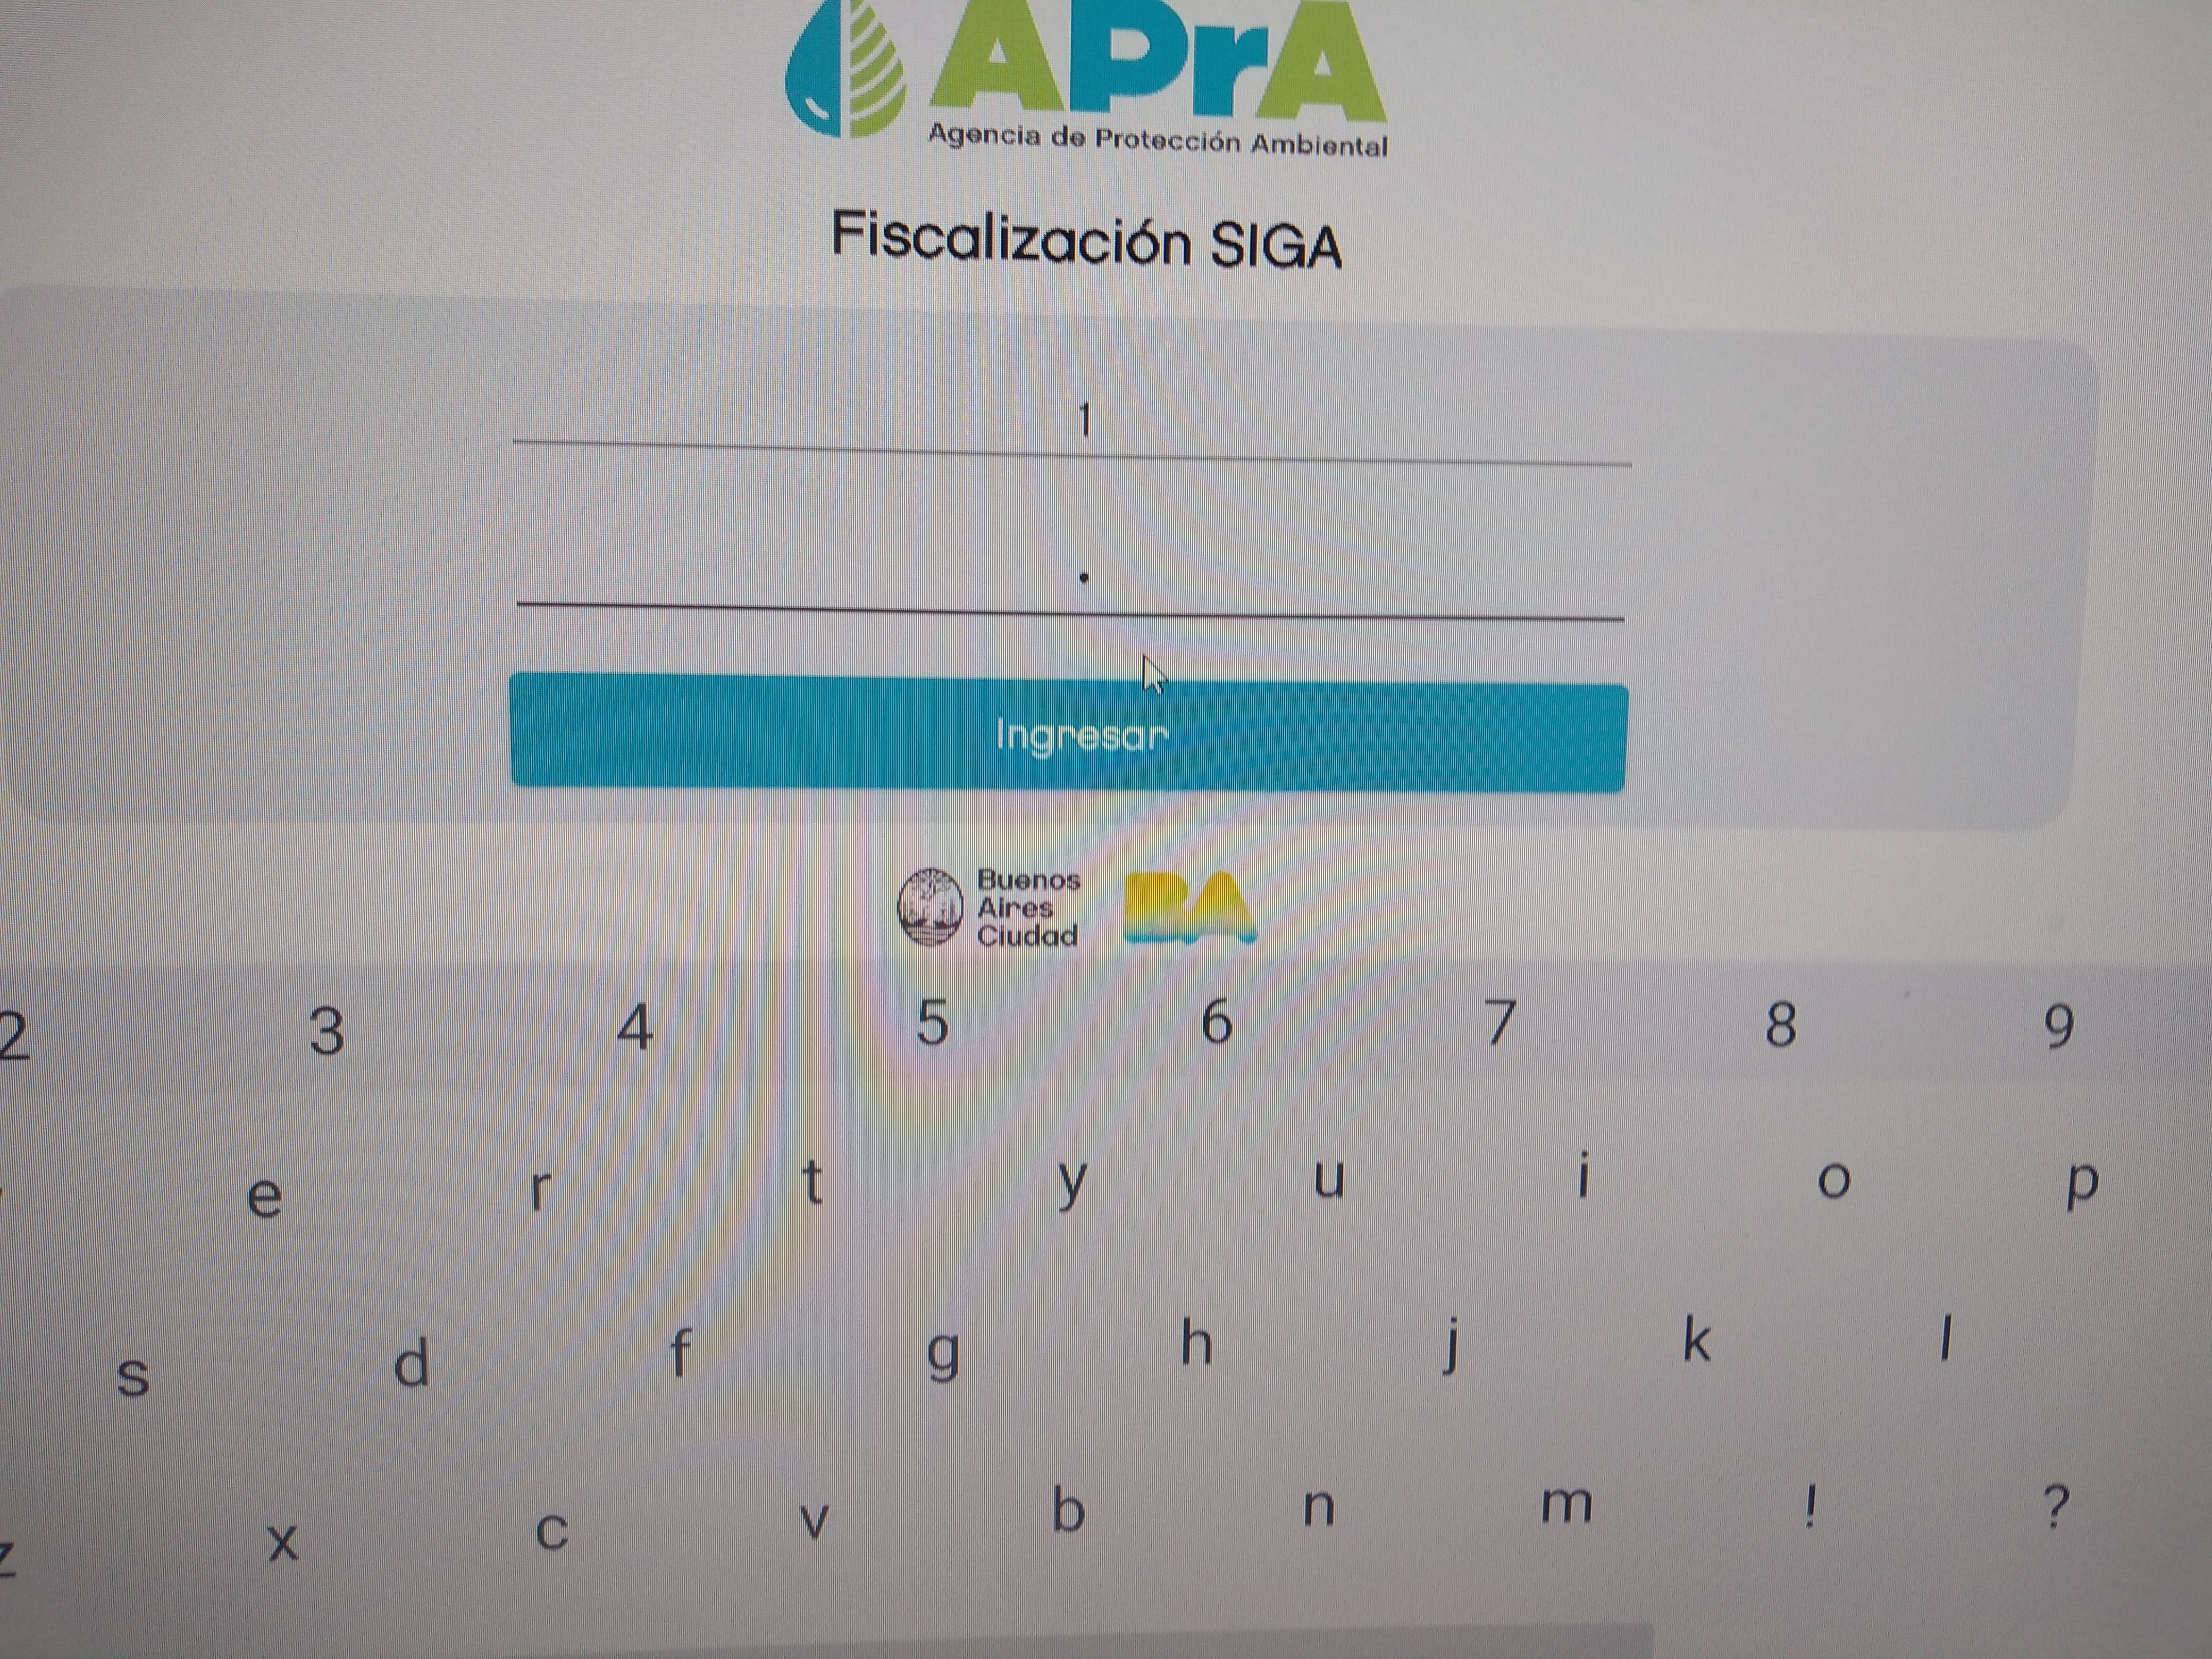 APrA
Agencia de Protección Ambiental
Fiscalización SIGA
1
•
Ingresar
Buenos
Aires
Ciudad
BA
2 3 4 5 6 7 8 9
e r t y u i o p
s d f g h j k l
z x c v b n m ! ?